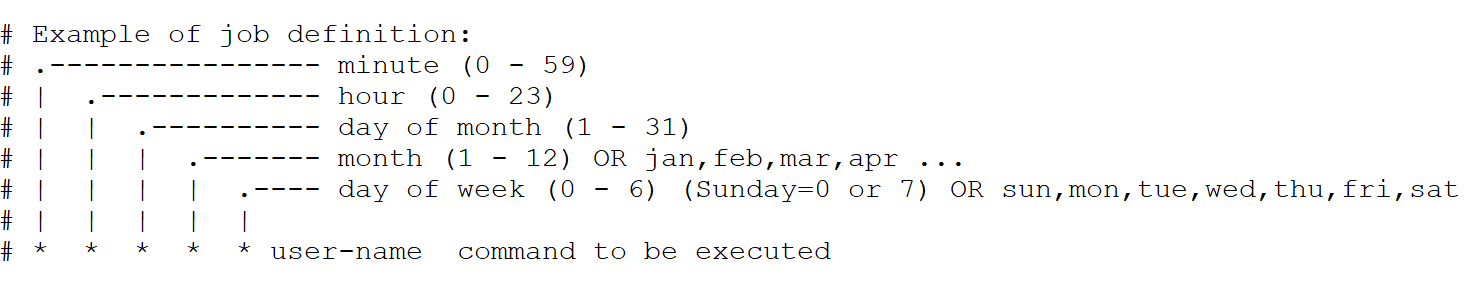 # Example of job definition:
# .---------------- minute (0 - 59)
# |  .------------- hour (0 - 23)
# |  |  .---------- day of month (1 - 31)
# |  |  |  .------- month (1 - 12) OR jan,feb,mar,apr ...
# |  |  |  |  .---- day of week (0 - 6) (Sunday=0 or 7) OR sun,mon,tue,wed,thu,fri,sat
# |  |  |  |  |
# *  *  *  *  * user-name  command to be executed